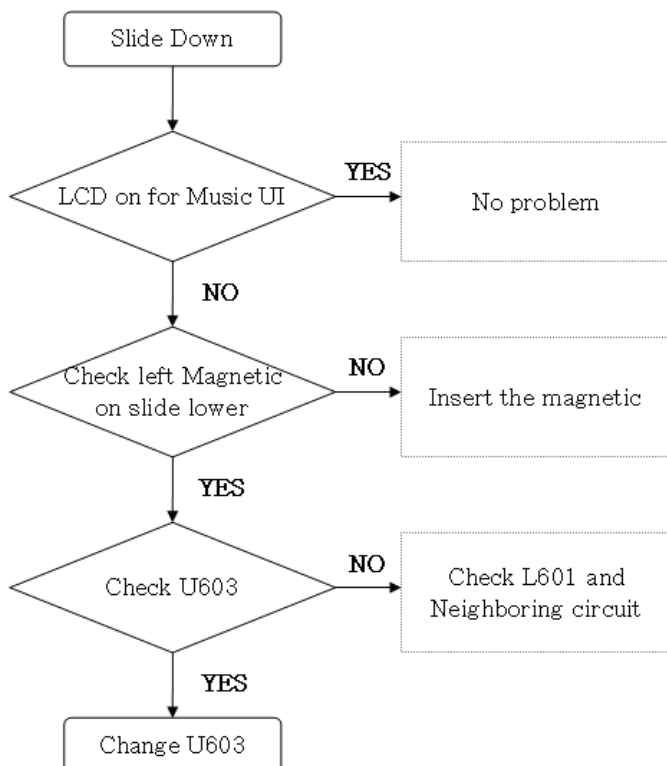 Slide Down
LCD on for Music UI
YES
No problem
NO
Check left Magnetic
on slide lower
NO
Insert the magnetic
YES
Check U603
NO
Check L601 and
Neighboring circuit
YES
Change U603